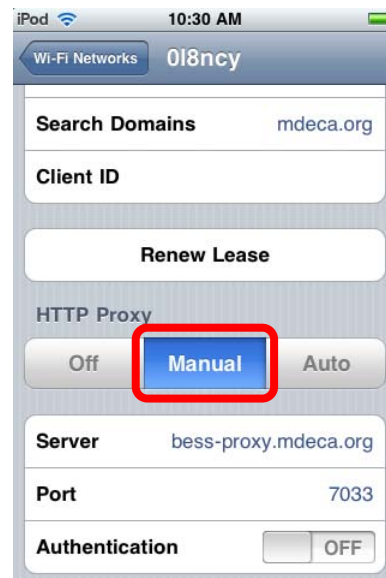 iPod 10:30 AM
Wi-Fi Networks 0l8ncy
Search Domains mdeca.org
Client ID
Renew Lease
HTTP Proxy
Off Manual Auto
Server bess-proxy.mdeca.org
Port 7033
Authentication OFF